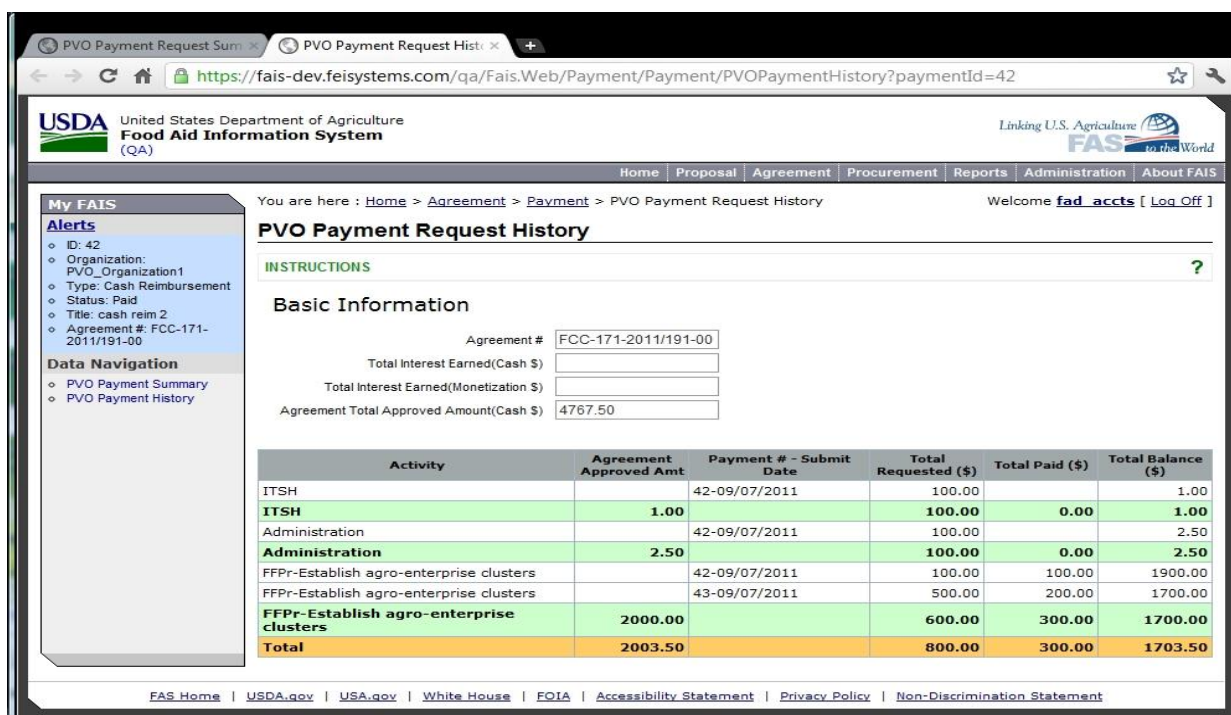 PVO Payment Request Sum
PVO Payment Request Histo
https://fais-dev.feisystems.com/qa/Fais.Web/Payment/Payment/PVOPaymentHistory?paymentId=42
USDA United States Department of Agriculture
Food Aid Information System
(QA)
Linking U.S. Agriculture
FAS to the World
Home Proposal Agreement Procurement Reports Administration About FAIS
My FAIS
Alerts
ID: 42
Organization:
PVO_Organization1
Type: Cash Reimbursement
Status: Paid
Title: cash reim 2
Agreement #: FCC-171-
2011/191-00
Data Navigation
PVO Payment Summary
PVO Payment History
You are here : Home > Agreement > Payment > PVO Payment Request History
Welcome fad_accts [ Log Off ]
PVO Payment Request History
INSTRUCTIONS ?
Basic Information
Agreement # FCC-171-2011/191-00
Total Interest Earned(Cash $)
Total Interest Earned(Monetization $)
Agreement Total Approved Amount(Cash $) 4767.50
Activity Agreement Approved Amt Payment # - Submit Date Total Requested ($) Total Paid ($) Total Balance ($)
ITSH 42-09/07/2011 100.00 1.00
ITSH 1.00 100.00 0.00 1.00
Administration 42-09/07/2011 100.00 2.50
Administration 2.50 100.00 0.00 2.50
FFPr-Establish agro-enterprise clusters 42-09/07/2011 100.00 100.00 1900.00
FFPr-Establish agro-enterprise clusters 43-09/07/2011 500.00 200.00 1700.00
FFPr-Establish agro-enterprise clusters 2000.00 600.00 300.00 1700.00
Total 2003.50 800.00 300.00 1703.50
FAS Home | USDA.gov | USA.gov | White House | FOIA | Accessibility Statement | Privacy Policy | Non-Discrimination Statement